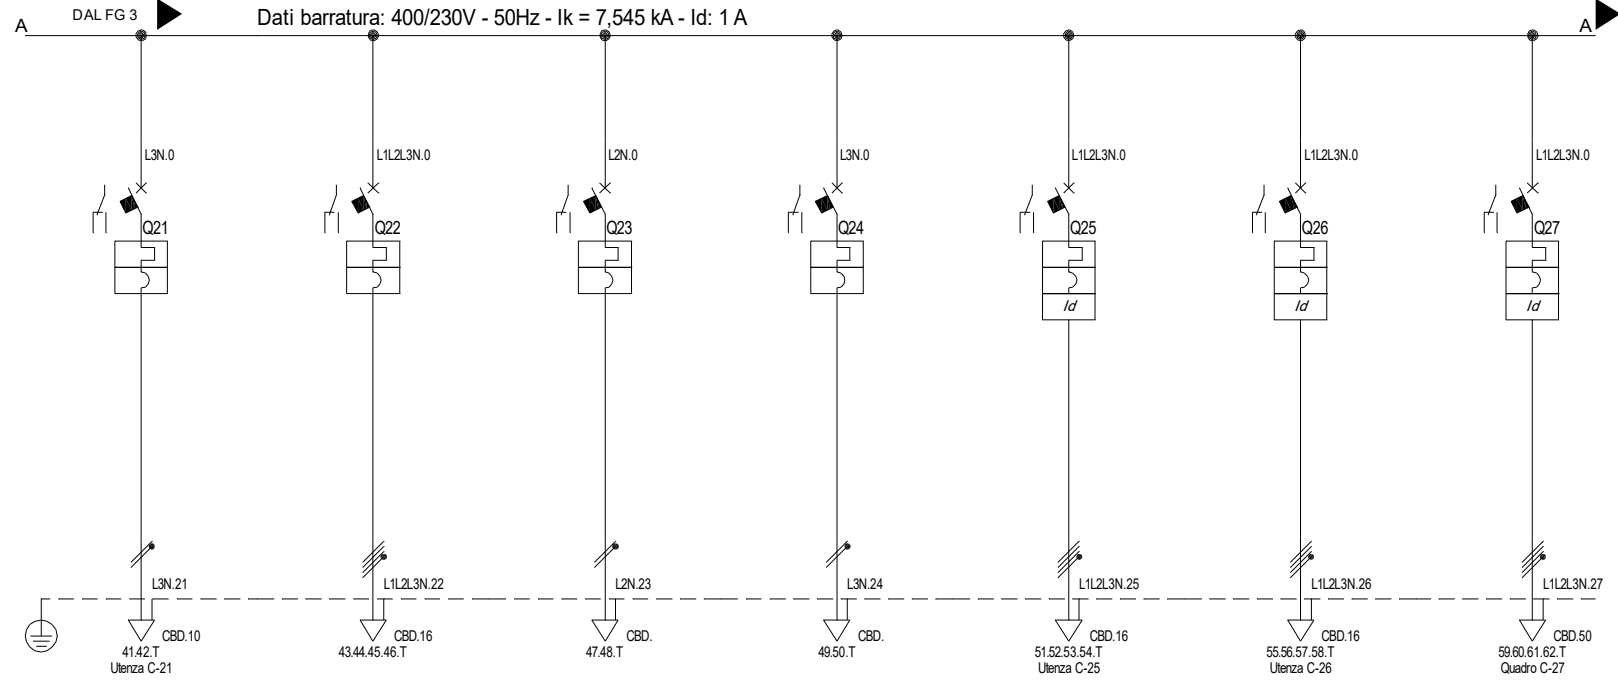 DAL FG 3
Dati barratura: 400/230V - 50Hz - Ik = 7,545 kA - Id: 1 A
A A
L3N.0 L1L2L3N.0 L2N.0 L3N.0 L1L2L3N.0 L1L2L3N.0 L1L2L3N.0
Q21 Q22 Q23 Q24 Q25 Q26 Q27
Id Id Id
L3N.21 L1L2L3N.22 L2N.23 L3N.24 L1L2L3N.25 L1L2L3N.26 L1L2L3N.27
CBD.10 CBD.16 CBD. CBD. CBD.16 CBD.16 CBD.50
41.42.T 43.44.45.46.T 47.48.T 49.50.T 51.52.53.54.T 55.56.57.58.T 59.60.61.62.T
Utenza C-21 Utenza C-25 Utenza C-26 Quadro C-27